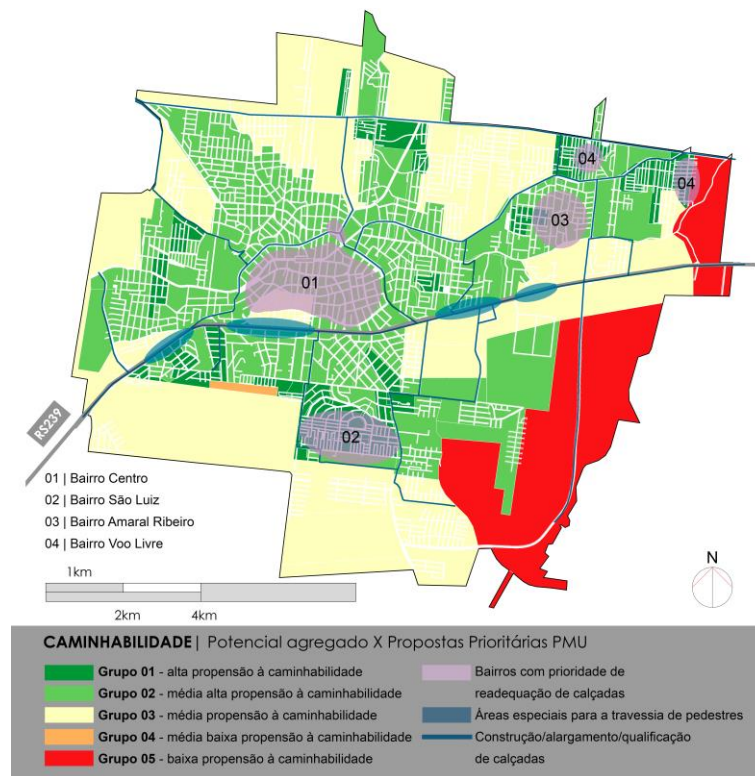 04
04
03
01
02
RS239
01 | Bairro Centro
02 | Bairro São Luiz
03 | Bairro Amaral Ribeiro
04 | Bairro Voo Livre
N
1km
2km 4km
CAMINHABILIDADE | Potencial agregado X Propostas Prioritárias PMU
Grupo 01 - alta propensão à caminhabilidade
Grupo 02 - média alta propensão à caminhabilidade
Grupo 03 - média propensão à caminhabilidade
Grupo 04 - média baixa propensão à caminhabilidade
Grupo 05 - baixa propensão à caminhabilidade
Bairros com prioridade de
readequação de calçadas
Áreas especiais para a travessia de pedestres
Construção/alargamento/qualificação
de calçadas